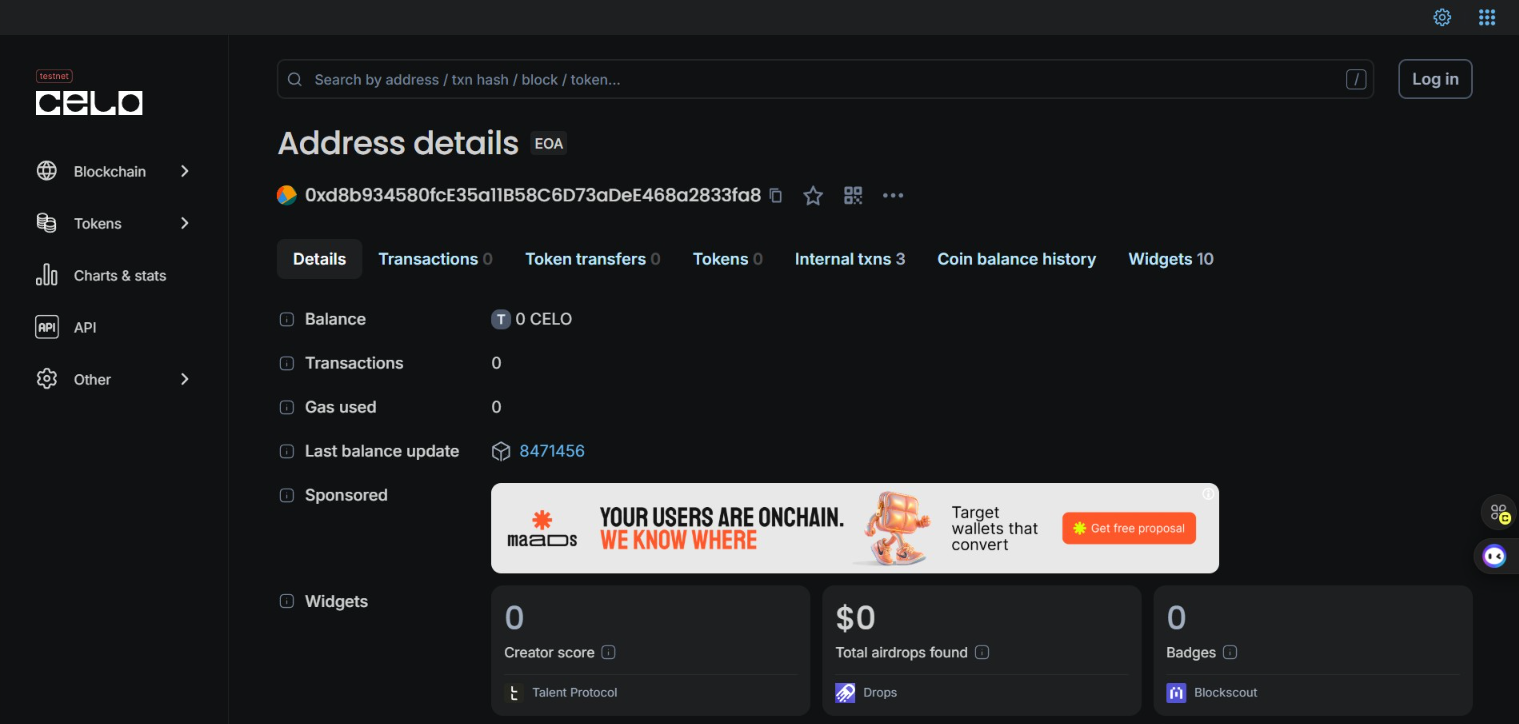 testnet
CELO
Blockchain
Tokens
Charts & stats
API API
Other
Search by address / txn hash / block / token... /
Log in
Address details EOA
0xd8b934580fcE35a11B58C6D73aDeE468a2833fa8
Details Transactions 0 Token transfers 0 Tokens 0 Internal txns 3 Coin balance history Widgets 10
Balance T 0 CELO
Transactions 0
Gas used 0
Last balance update 8471456
Sponsored
maaDs
YOUR USERS ARE ONCHAIN.
WE KNOW WHERE
Target
wallets that
convert
Get free proposal
Widgets
0
Creator score
Talent Protocol
$0
Total airdrops found
Drops
0
Badges
Blockscout